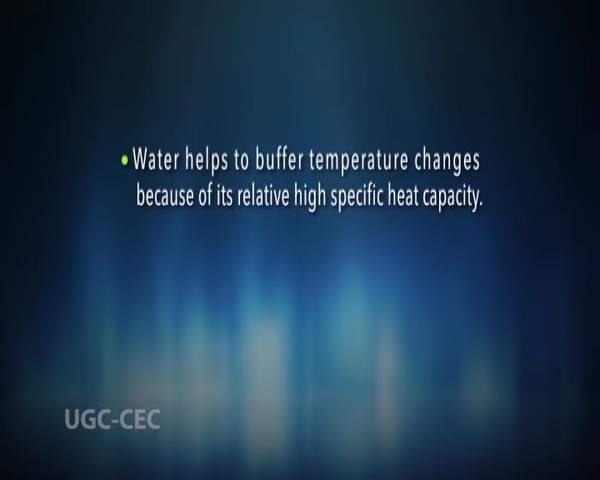 • Water helps to buffer temperature changes
because of its relative high specific heat capacity.
UGC-CEC